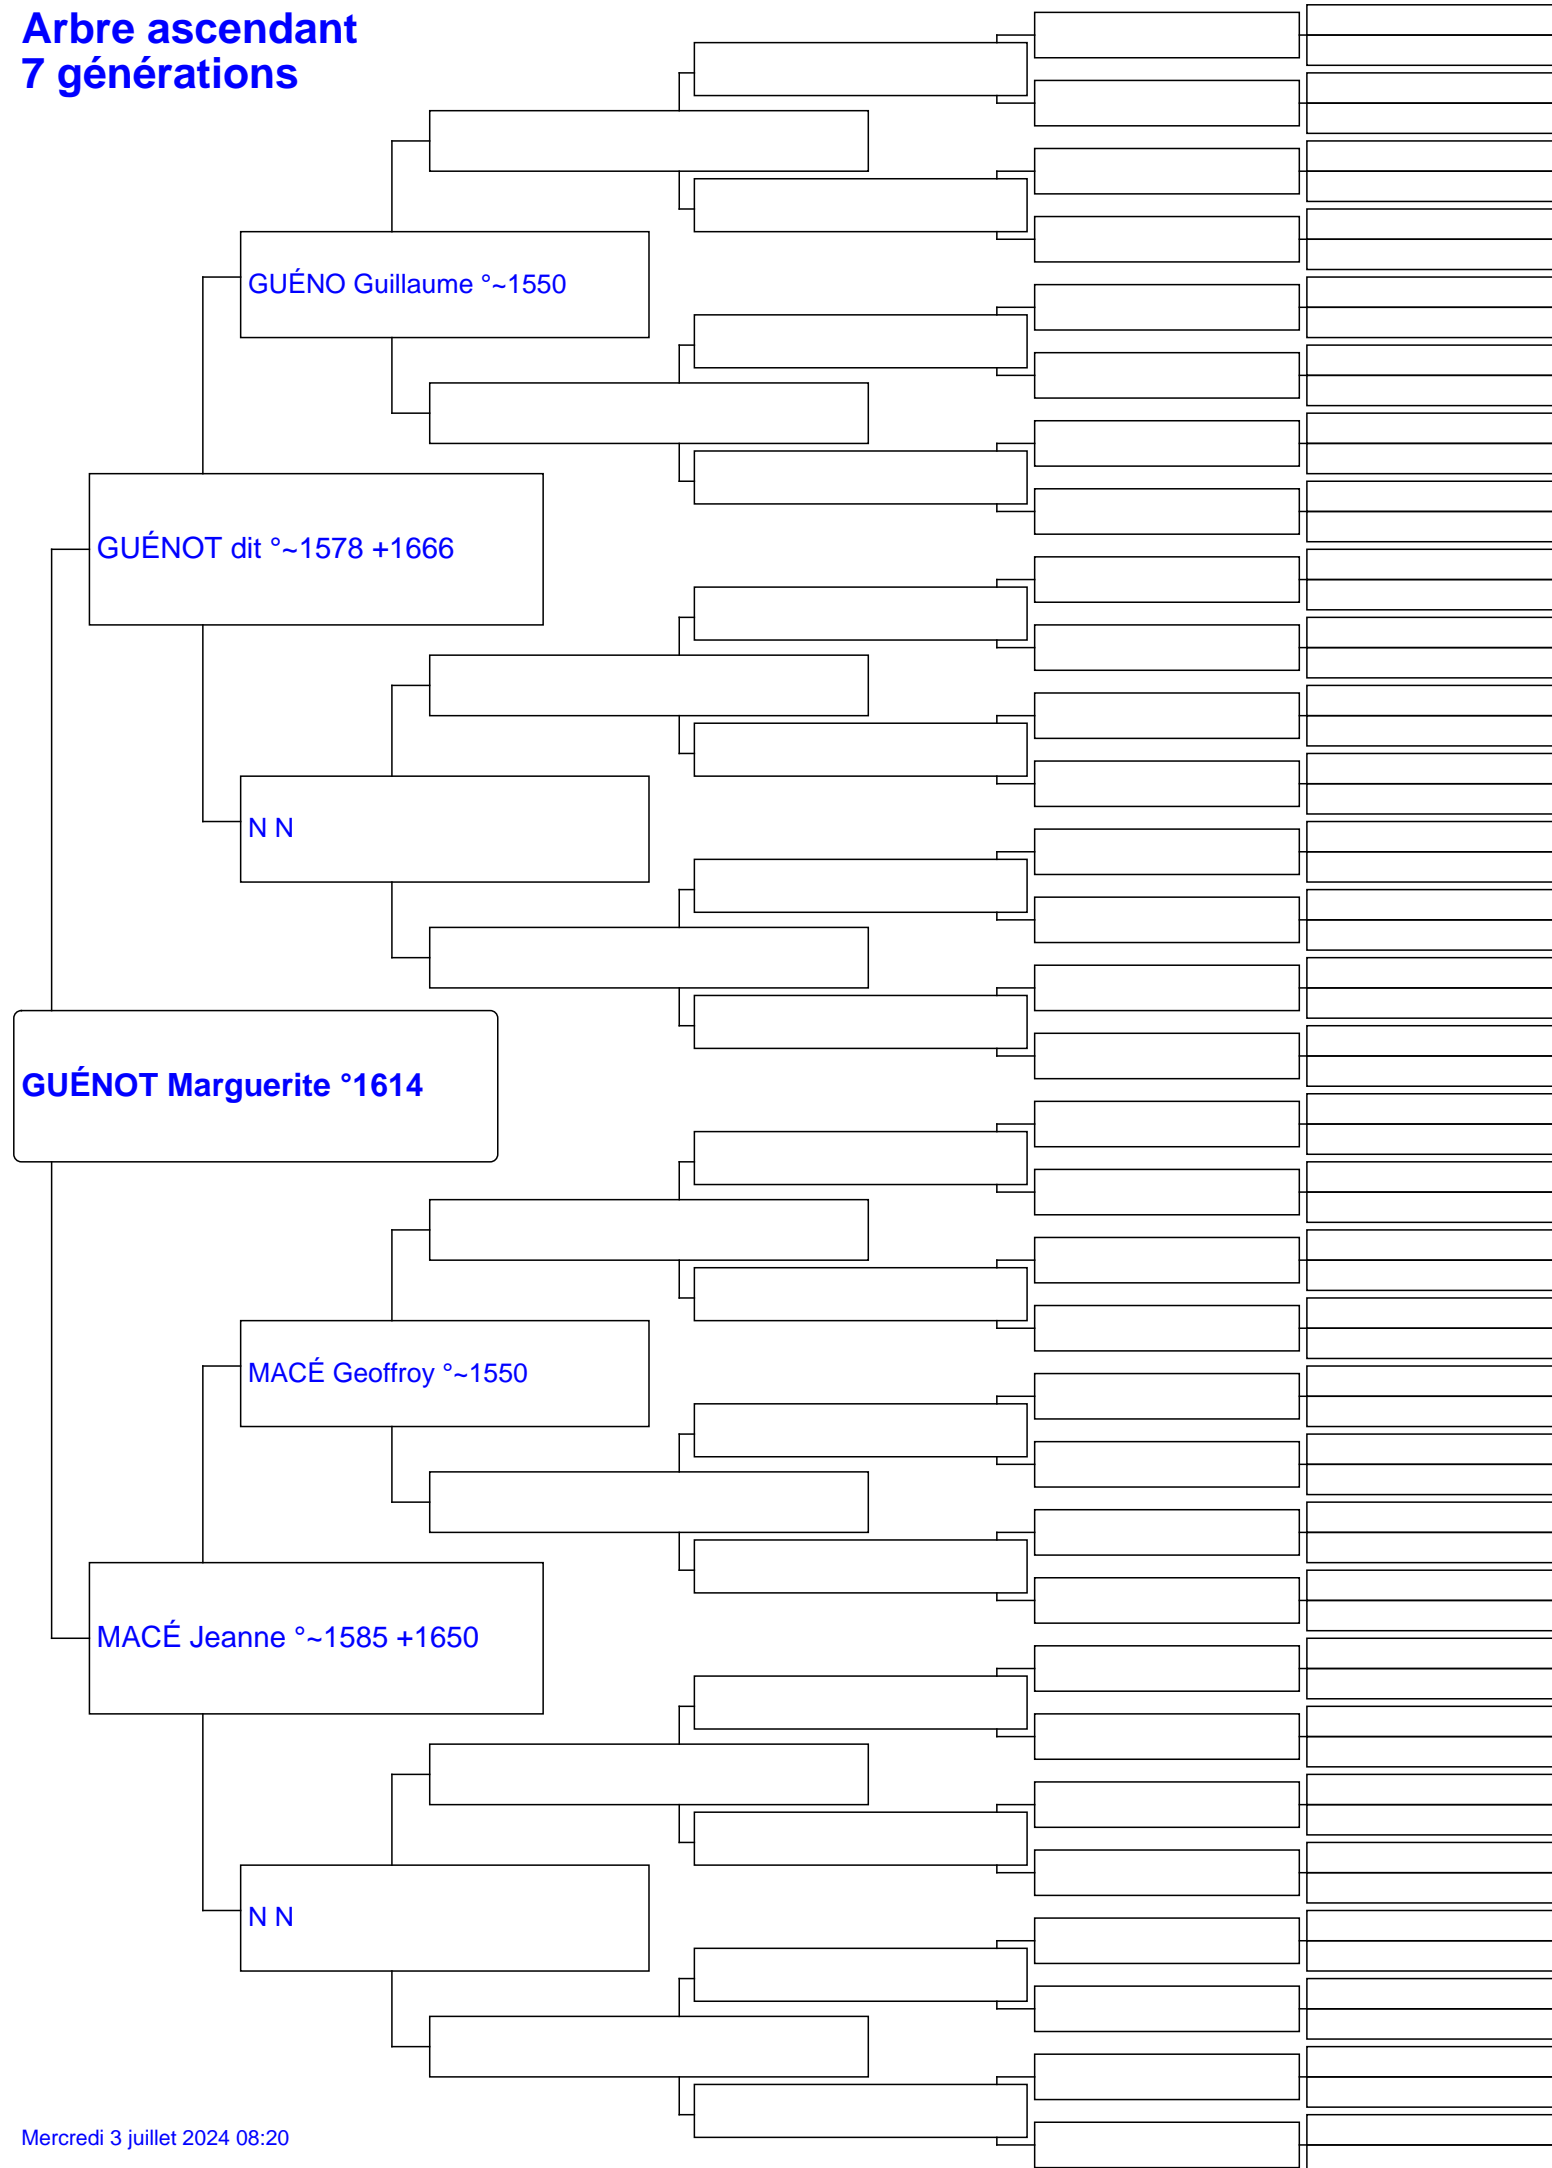 Arbre ascendant
7 générations
GUÉNO Guillaume °~1550
GUÉNOT dit °~1578 +1666
N N
GUÉNOT Marguerite °1614
MACÉ Geoffroy °~1550
MACÉ Jeanne °~1585 +1650
N N
Mercredi 3 juillet 2024 08:20